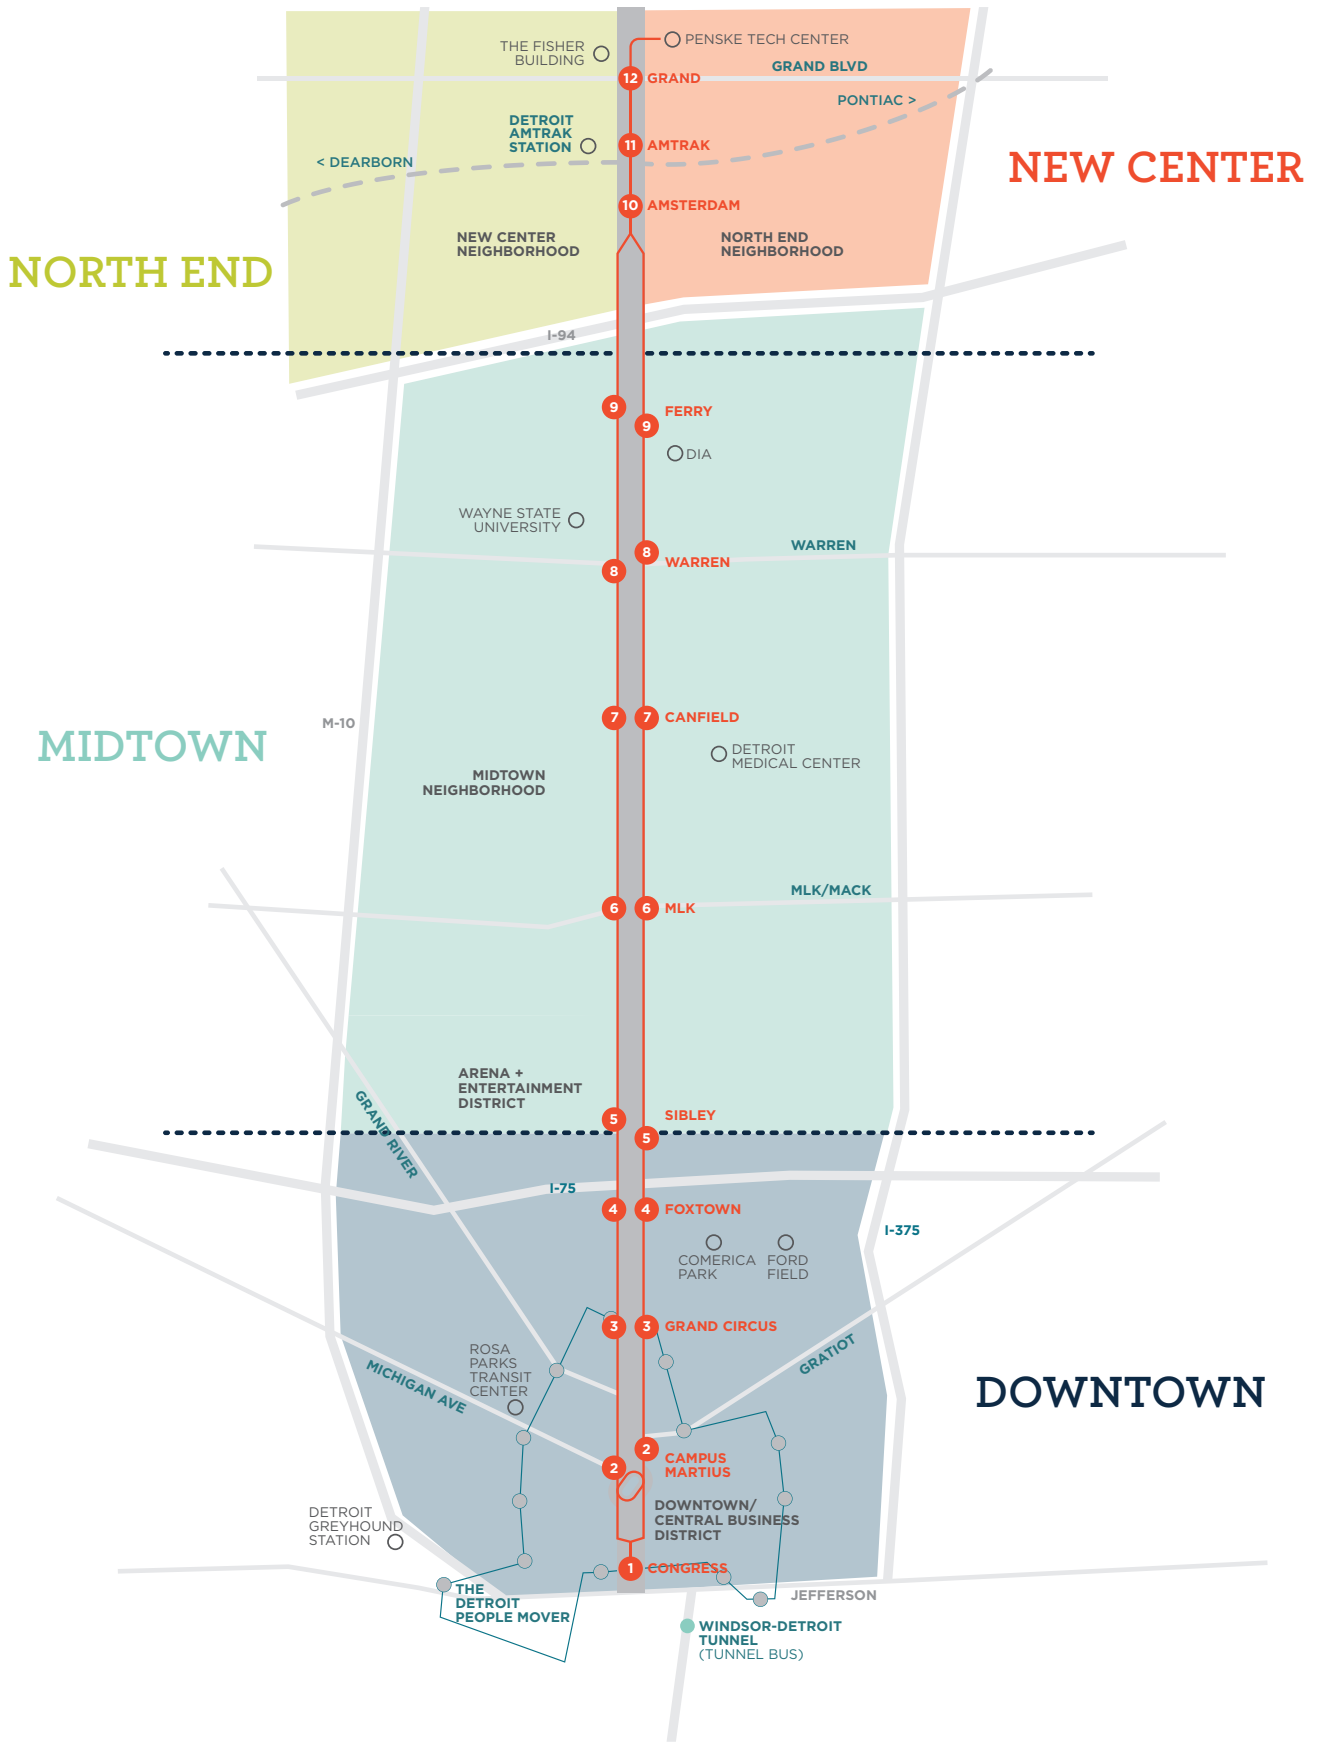 THE FISHER
BUILDING
PENSKE TECH CENTER
GRAND BLVD
12
GRAND
PONTIAC >
DETROIT
AMTRAK
STATION
11
AMTRAK
< DEARBORN
NEW CENTER
10
AMSTERDAM
NEW CENTER
NEIGHBORHOOD
NORTH END
NEIGHBORHOOD
NORTH END
I-94
9
9
FERRY
DIA
WAYNE STATE
UNIVERSITY
WARREN
8
8
WARREN
M-10
7
7
CANFIELD
MIDTOWN
DETROIT
MEDICAL CENTER
MIDTOWN
NEIGHBORHOOD
MLK/MACK
6
6
MLK
ARENA +
ENTERTAINMENT
DISTRICT
GRAND RIVER
5
5
SIBLEY
I-75
4
4
FOXTOWN
I-375
COMERICA
PARK
FORD
FIELD
3
3
GRAND CIRCUS
ROSA
PARKS
TRANSIT
CENTER
MICHIGAN AVE
GRATIOT
DOWNTOWN
2
2
CAMPUS
MARTIUS
DOWNTOWN/
CENTRAL BUSINESS
DISTRICT
DETROIT
GREYHOUND
STATION
1
CONGRESS
THE
DETROIT
PEOPLE MOVER
JEFFERSON
WINDSOR-DETROIT
TUNNEL
(TUNNEL BUS)